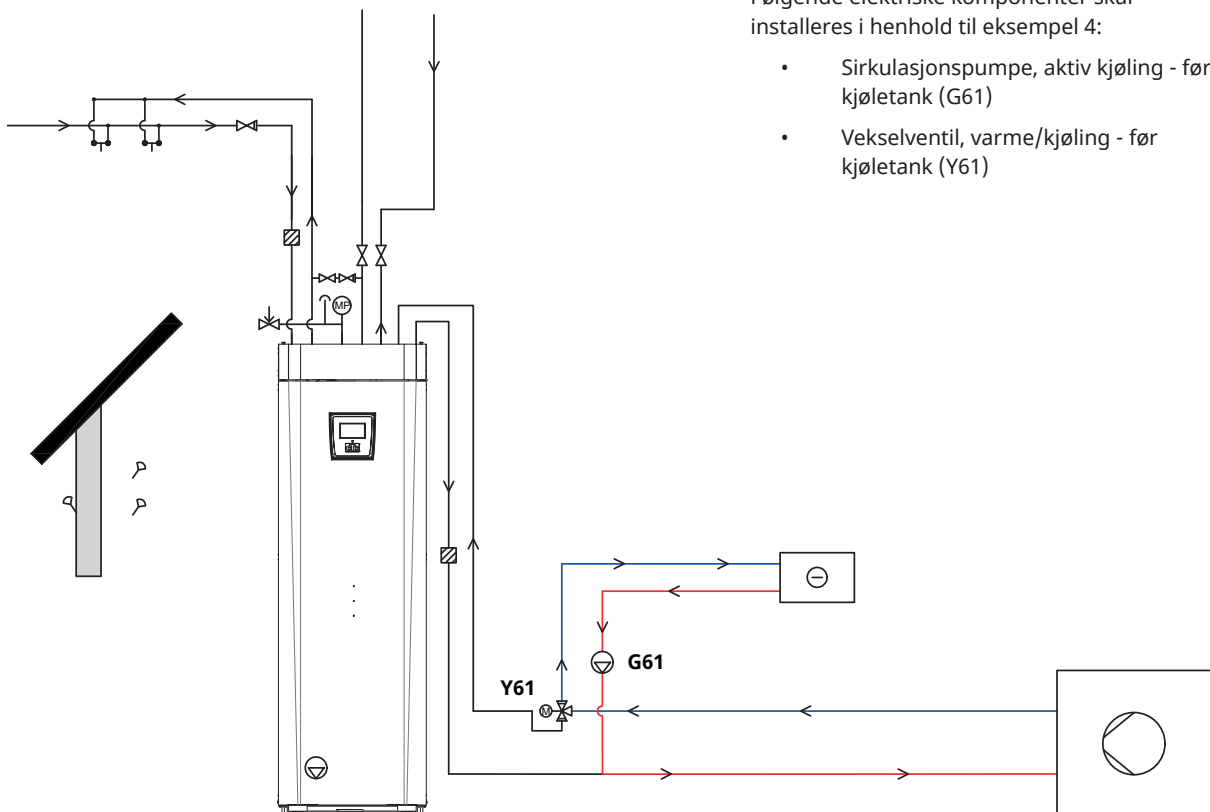 installeres i henhold til eksempel 4:
• Sirkulasjonspumpe, aktiv kjøling - før
kjøletank (G61)
• Vekselventil, varme/kjøling - før
kjøletank (Y61)
MP
G61
Y61
M